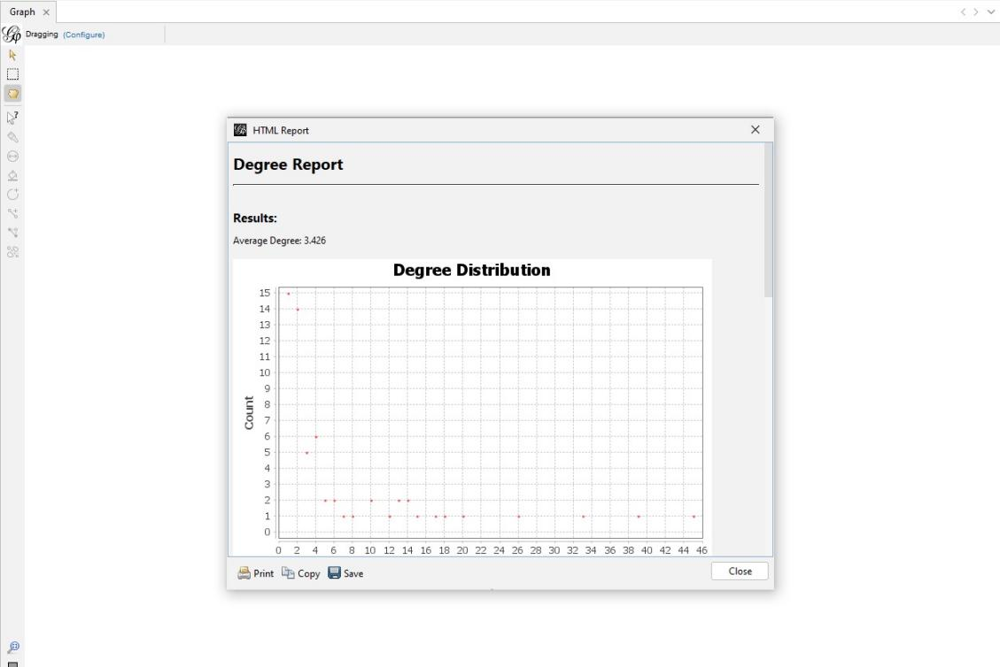 Graph
Dragging (Configure)
HTML Report
Degree Report
Results:
Average Degree: 3.426
Degree Distribution
15
14
13
12
11
10
9
8
7
6
5
4
3
2
1
0
Count
0 2 4 6 8 10 12 14 16 18 20 22 24 26 28 30 32 34 36 38 40 42 44 46
Print Copy Save Close